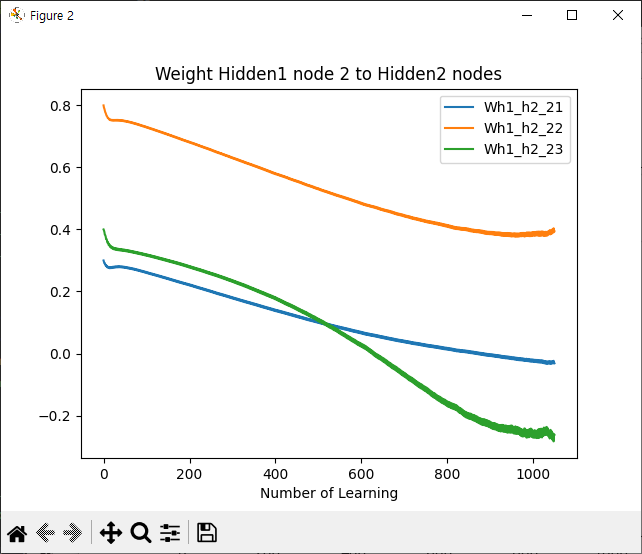 Figure 2
Weight Hidden1 node 2 to Hidden2 nodes
Wh1_h2_21
Wh1_h2_22
Wh1_h2_23
0.8
0.6
0.4
0.2
0.0
−0.2
0 200 400 600 800 1000
Number of Learning